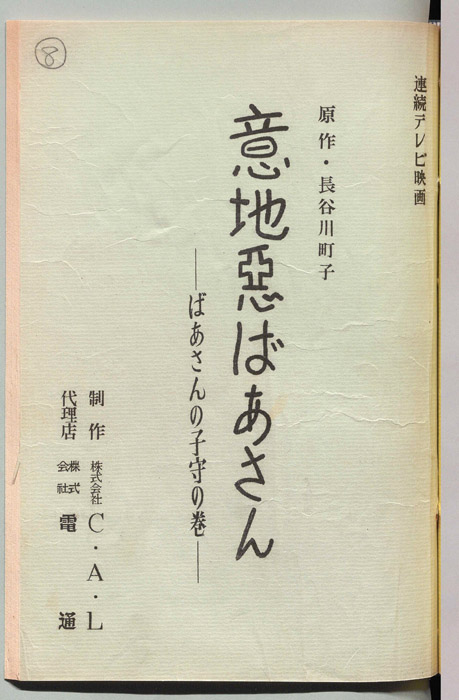 ⑧
連続テレビ映画
原作・長谷川町子
意地惡ばあさん
―ばあさんの子守の巻―
制作 株式会社 C・A・L
代理店 株式会社 電通